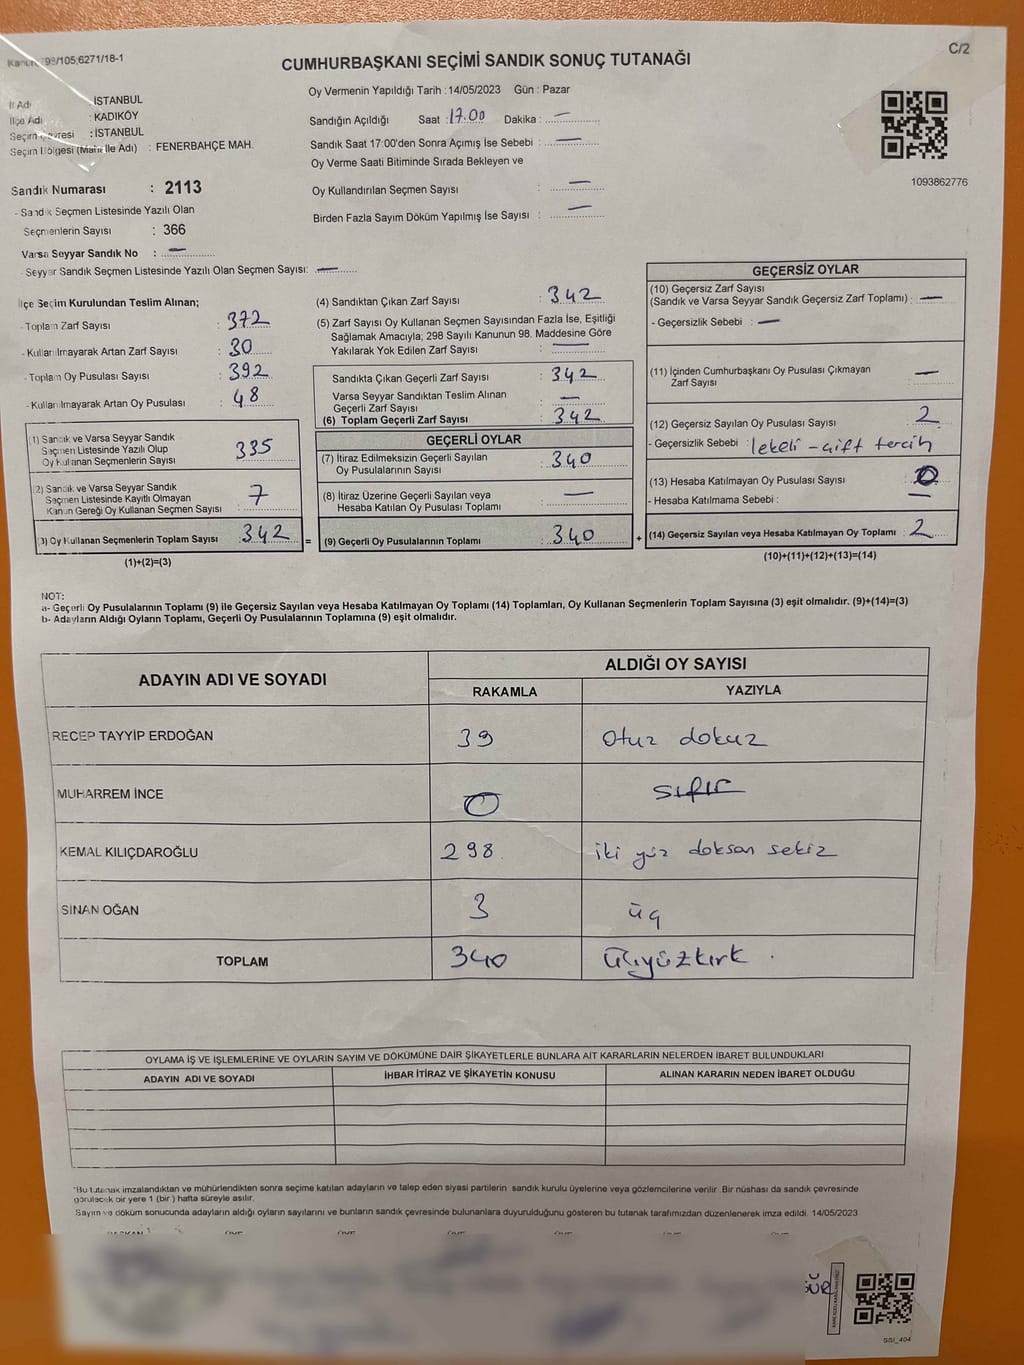 Kanun: 298/105;6271/18-1
C/2
CUMHURBAŞKANI SEÇİMİ SANDIK SONUÇ TUTANAĞI
İl Adı : İSTANBUL
İlçe Adı : KADIKÖY
Seçim Çevresi : İSTANBUL
Seçim Bölgesi (Mah. ile Adı) : FENERBAHÇE MAH.
Sandık Numarası : 2113
- Sandık Seçmen Listesinde Yazılı Olan
Seçmenlerin Sayısı : 366
Varsa Seyyar Sandık No : —
- Seyyar Sandık Seçmen Listesinde Yazılı Olan Seçmen Sayısı: —
Oy Vermenin Yapıldığı Tarih : 14/05/2023 Gün : Pazar
Sandığın Açıldığı Saat : 17.00 Dakika : —
Sandık Saat 17:00'den Sonra Açımış İse Sebebi : —
Oy Verme Saati Bitiminde Sırada Bekleyen ve
Oy Kullandırılan Seçmen Sayısı : —
Birden Fazla Sayım Döküm Yapılmış İse Sayısı : —
1093862776
İlçe Seçim Kurulundan Teslim Alınan;
- Toplam Zarf Sayısı : 372
- Kullanılmayarak Artan Zarf Sayısı : 30
- Toplam Oy Pusulası Sayısı : 392
- Kullanılmayarak Artan Oy Pusulası : 48
(1) Sandık ve Varsa Seyyar Sandık
Seçmen Listesinde Yazılı Olup
Oy Kullanan Seçmenlerin Sayısı : 335
(2) Sandık ve Varsa Seyyar Sandık
Seçmen Listesinde Kayıtlı Olmayan
Kanun Gereği Oy Kullanan Seçmen Sayısı : 7
(3) Oy Kullanan Seçmenlerin Toplam Sayısı : 342 =
(1)+(2)=(3)
(4) Sandıktan Çıkan Zarf Sayısı : 342
(5) Zarf Sayısı Oy Kullanan Seçmen Sayısından Fazla İse, Eşitliği
Sağlamak Amacıyla; 298 Sayılı Kanunun 98. Maddesine Göre
Yakılarak Yok Edilen Zarf Sayısı : —
Sandıkta Çıkan Geçerli Zarf Sayısı : 342
Varsa Seyyar Sandıktan Teslim Alınan
Geçerli Zarf Sayısı : —
(6) Toplam Geçerli Zarf Sayısı : 342
GEÇERLİ OYLAR
(7) İtiraz Edilmeksizin Geçerli Sayılan
Oy Pusulalarının Sayısı : 340
(8) İtiraz Üzerine Geçerli Sayılan veya
Hesaba Katılan Oy Pusulası Toplamı : —
(9) Geçerli Oy Pusulalarının Toplamı : 340 +
GEÇERSİZ OYLAR
(10) Geçersiz Zarf Sayısı
(Sandık ve Varsa Seyyar Sandık Geçersiz Zarf Toplamı) : —
- Geçersizlik Sebebi : —
(11) İçinden Cumhurbaşkanı Oy Pusulası Çıkmayan
Zarf Sayısı : —
(12) Geçersiz Sayılan Oy Pusulası Sayısı : 2
- Geçersizlik Sebebi : lekeli - çift tercih
(13) Hesaba Katılmayan Oy Pusulası Sayısı : 0
- Hesaba Katılmama Sebebi : —
(14) Geçersiz Sayılan veya Hesaba Katılmayan Oy Toplamı : 2
(10)+(11)+(12)+(13)=(14)
NOT:
a- Geçerli Oy Pusulalarının Toplamı (9) ile Geçersiz Sayılan veya Hesaba Katılmayan Oy Toplamı (14) Toplamları, Oy Kullanan Seçmenlerin Toplam Sayısına (3) eşit olmalıdır. (9)+(14)=(3)
b- Adayların Aldığı Oyların Toplamı, Geçerli Oy Pusulalarının Toplamına (9) eşit olmalıdır.
ADAYIN ADI VE SOYADI ALDIĞI OY SAYISI
RAKAMLA YAZIYLA
RECEP TAYYİP ERDOĞAN 39 otuz dokuz
MUHARREM İNCE 0 sıfır
KEMAL KILIÇDAROĞLU 298 iki yüz doksan sekiz
SİNAN OĞAN 3 üç
TOPLAM 340 üçyüzkırk .
OYLAMA İŞ VE İŞLEMLERİNE VE OYLARIN SAYIM VE DÖKÜMÜNE DAİR ŞİKAYETLERLE BUNLARA AİT KARARLARIN NELERDEN İBARET BULUNDUKLARI
ADAYIN ADI VE SOYADI İHBAR İTİRAZ VE ŞİKAYETİN KONUSU ALINAN KARARIN NEDEN İBARET OLDUĞU
*Bu tutanak imzalandıktan ve mühürlendikten sonra seçime katılan adayların ve talep eden siyasi partilerin sandık kurulu üyelerine veya gözlemcilerine verilir. Bir nüshası da sandık çevresinde
görülecek bir yere 1 (bir ) hafta süreyle asılır.
Sayım ve döküm sonucunda adayların aldığı oyların sayılarını ve bunların sandık çevresinde bulunanlara duyurulduğunu gösteren bu tutanak tarafımızdan düzenlenerek imza edildi. 14/05/2023
BAŞKAN ÜYE ÜYE ÜYE ÜYE ÜYE ÜYE
SSI_404